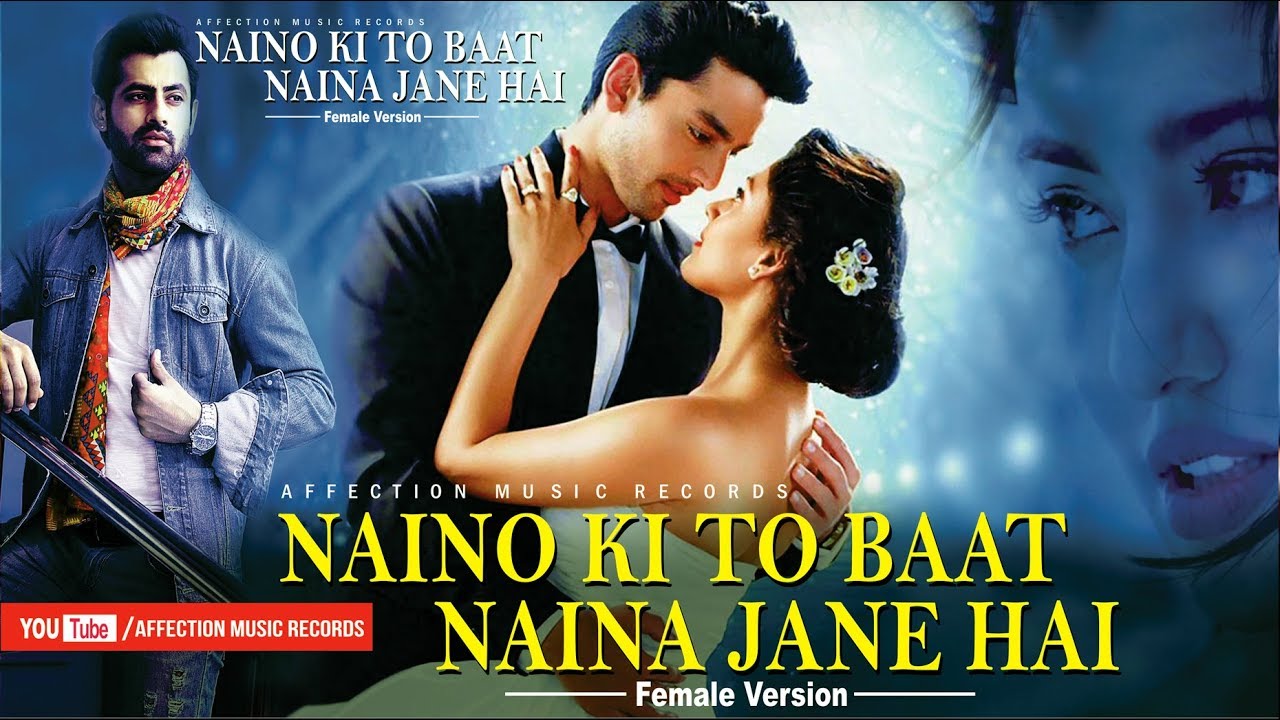 AFFECTION MUSIC RECORDS
NAINO KI TO BAAT
NAINA JANE HAI
Female Version
AFFECTION MUSIC RECORDS
NAINO KI TO BAAT
NAINA JANE HAI
Female Version
YOU Tube /AFFECTION MUSIC RECORDS